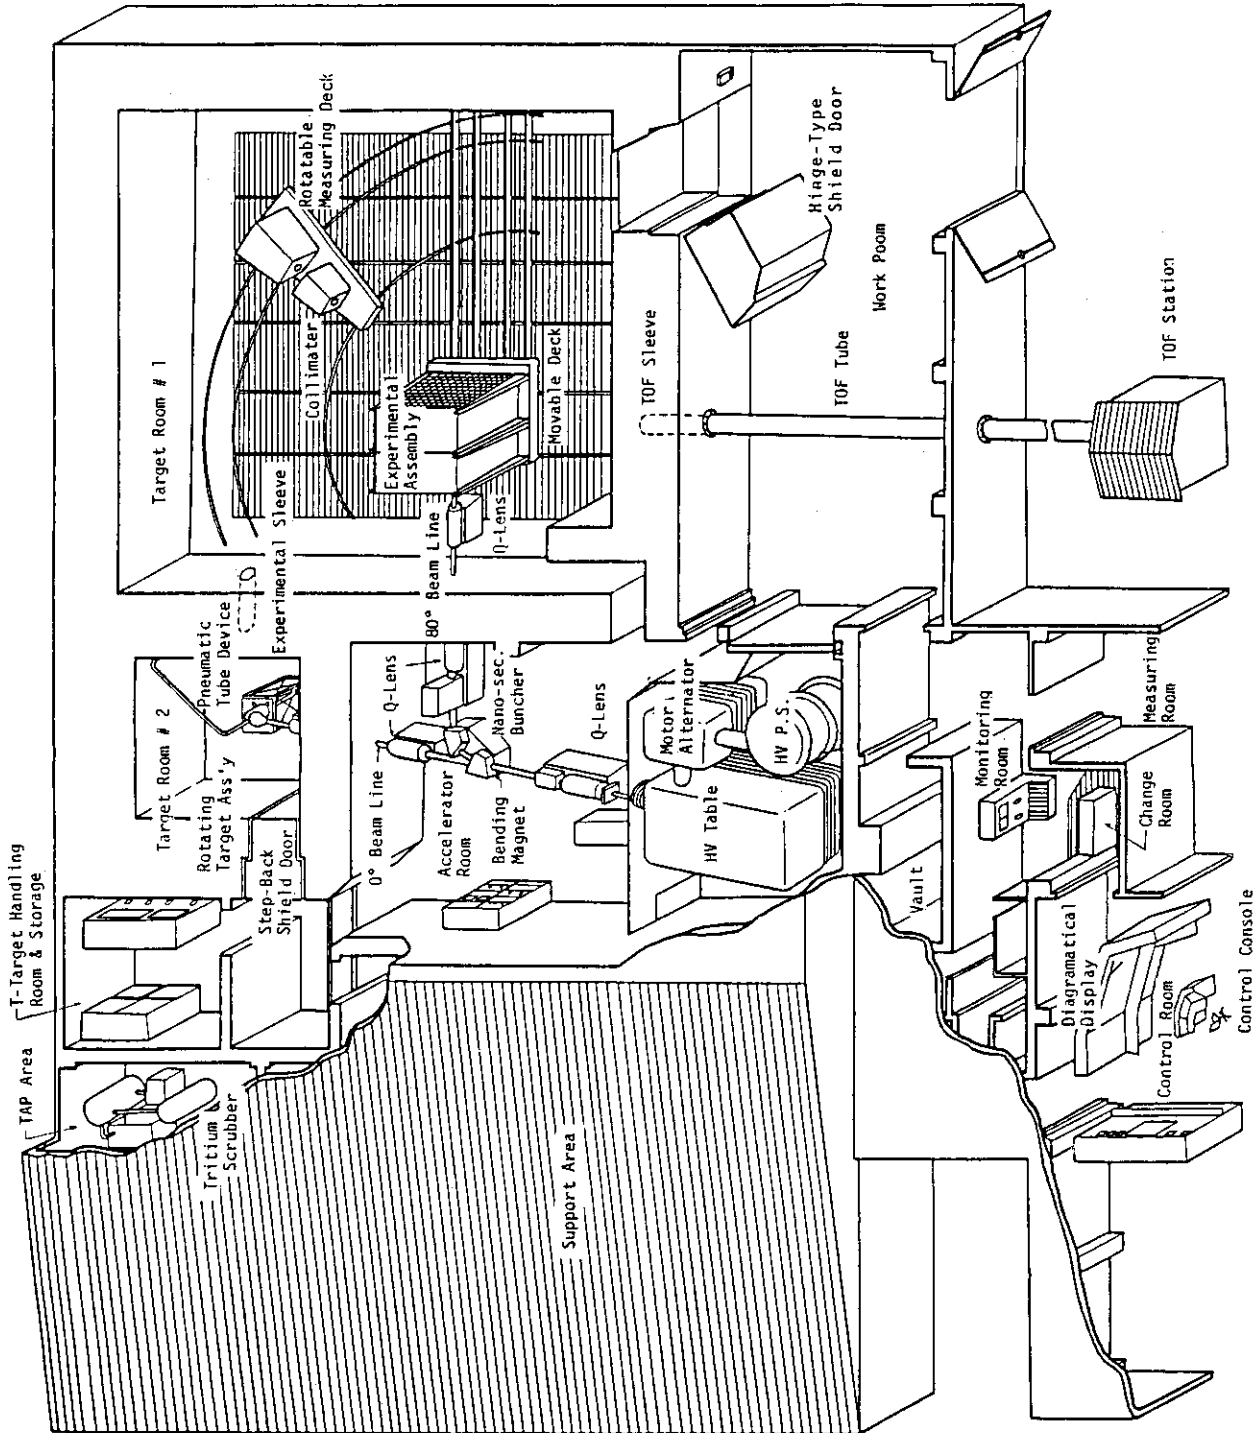 T-Target Handling
Room & Storage
TAP Area
Tritium
Scrubber
Support Area
Target Room # 2
Rotating
Target Ass'y
Pneumatic
Tube Device
Step-Back
Shield Door
Target Room # 1
Experimental Sleeve
Rotatable
Measuring Deck
Collimater
Experimental
Assembly
Movable Deck
Q-Lens
80° Beam Line
Q-Lens
0° Beam Line
Accelerator
Room
Bending
Magnet
Nano-sec.
Buncher
Q-Lens
Motor
Alternator
HV P.S.
HV Table
Hinge-Type
Shield Door
TOF Sleeve
TOF Tube
Work Poom
TOF Station
Vault
Monitoring
Room
Measuring
Room
Change
Room
Diagramatical
Display
Control Room
Control Console